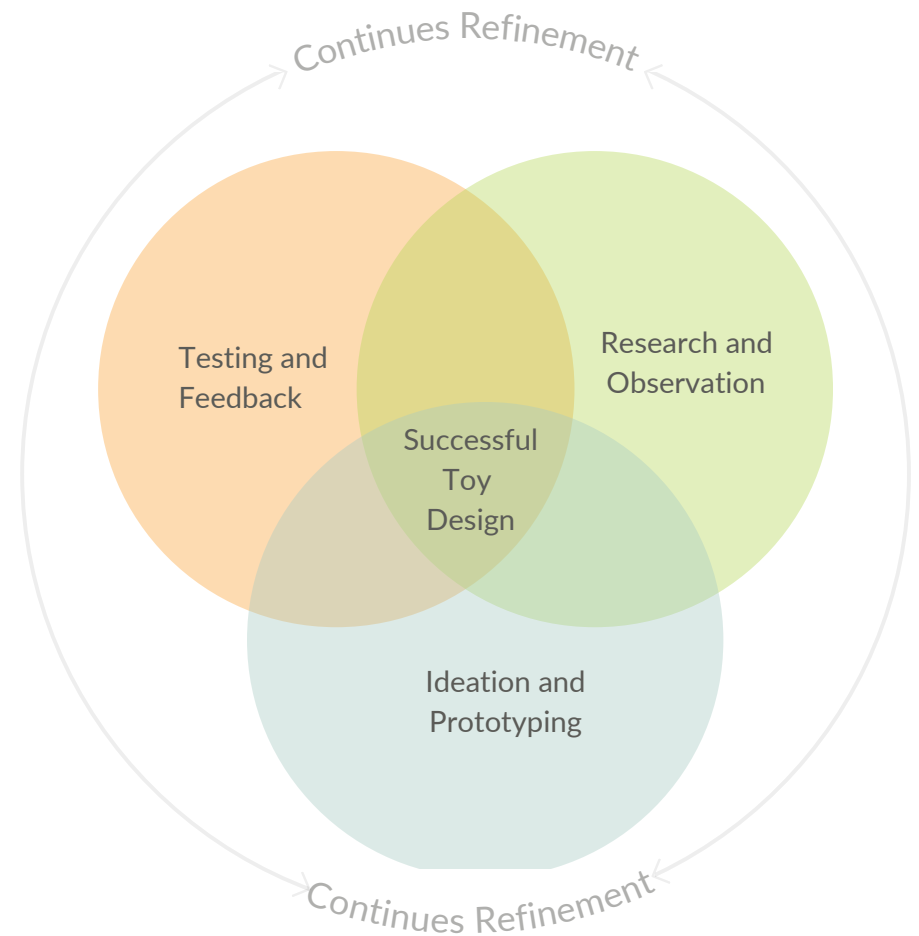 Continues Refinement
Testing and
Feedback
Research and
Observation
Successful
Toy
Design
Ideation and
Prototyping
Continues Refinement